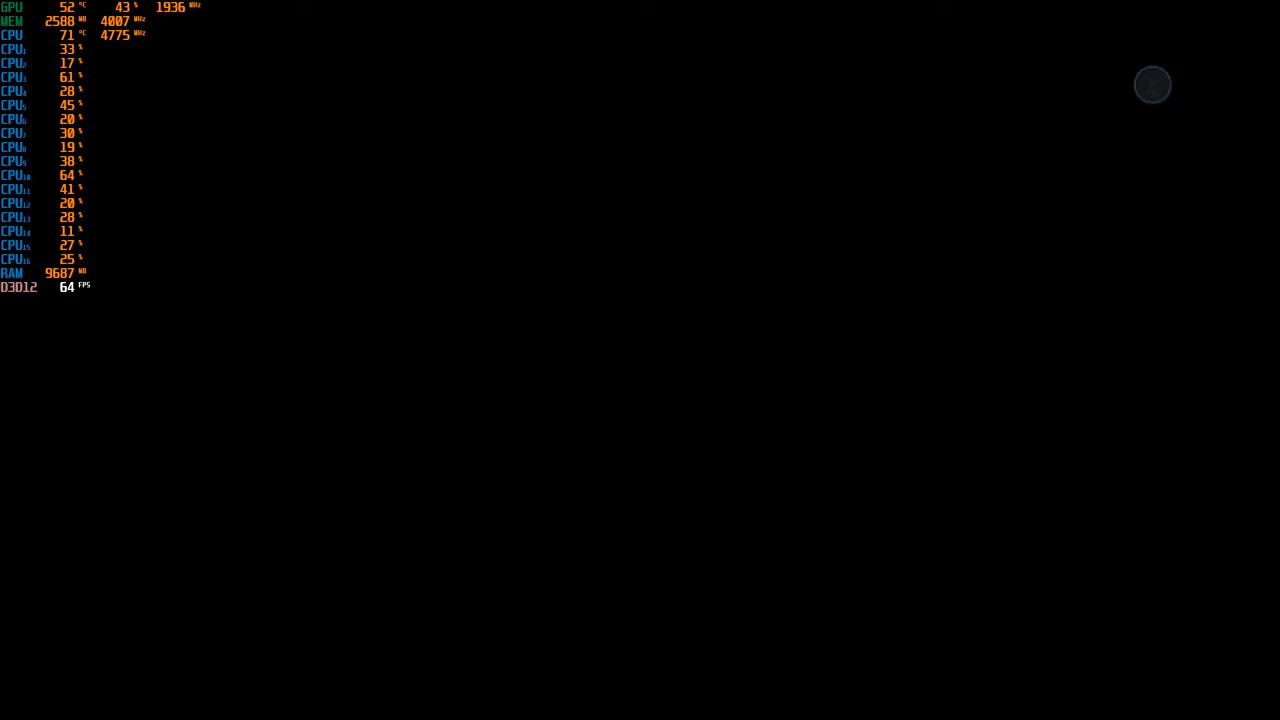 GPU 52 °C 43 % 1936 MHz
MEM 2588 MB 4007 MHz
CPU 71 °C 4775 MHz
CPU1 33 %
CPU2 17 %
CPU3 61 %
CPU4 28 %
CPU5 45 %
CPU6 20 %
CPU7 30 %
CPU8 19 %
CPU9 38 %
CPU10 64 %
CPU11 41 %
CPU12 20 %
CPU13 28 %
CPU14 11 %
CPU15 27 %
CPU16 25 %
RAM 9687 MB
D3D12 64 FPS